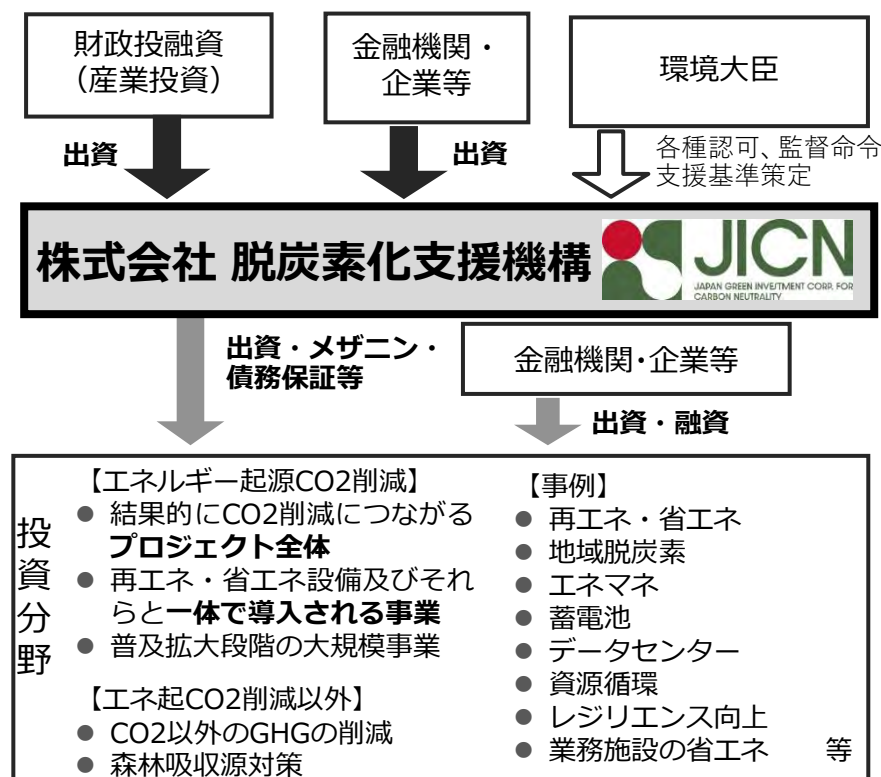 財政投融資
（産業投資）
金融機関・
企業等
環境大臣
出資
出資
各種認可、監督命令
支援基準策定
株式会社 脱炭素化支援機構
JICN
JAPAN GREEN INVESTMENT CORP. FOR
CARBON NEUTRALITY
出資・メザニン・
債務保証等
金融機関・企業等
出資・融資
投資分野
【エネルギー起源CO2削減】
● 結果的にCO2削減につながる
プロジェクト全体
● 再エネ・省エネ設備及びそれ
らと一体で導入される事業
● 普及拡大段階の大規模事業
【エネ起CO2削減以外】
● CO2以外のGHGの削減
● 森林吸収源対策
【事例】
● 再エネ・省エネ
● 地域脱炭素
● エネマネ
● 蓄電池
● データセンター
● 資源循環
● レジリエンス向上
● 業務施設の省エネ 等